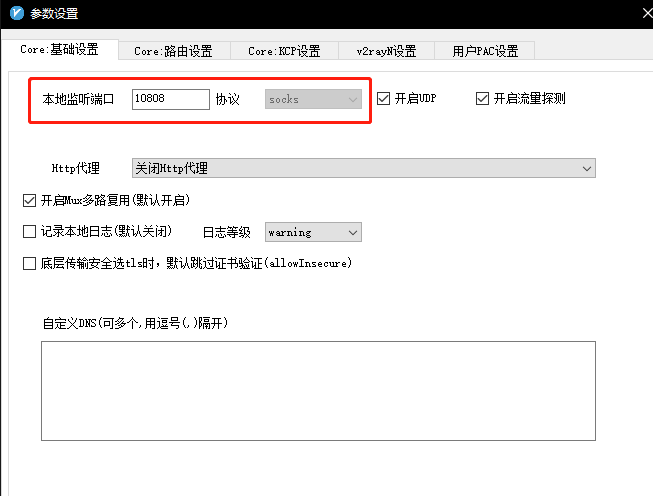 参数设置
Core:基础设置 Core:路由设置 Core:KCP设置 v2rayN设置 用户PAC设置
本地监听端口 10808 协议 socks 开启UDP 开启流量探测
Http代理 关闭Http代理
开启Mux多路复用(默认开启)
记录本地日志(默认关闭) 日志等级 warning
底层传输安全选tls时，默认跳过证书验证(allowInsecure)
自定义DNS(可多个,用逗号(,)隔开)